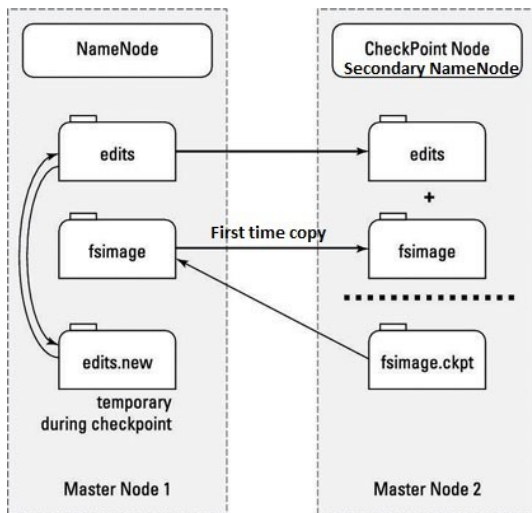 NameNode
edits
fsimage
edits.new
temporary
during checkpoint
Master Node 1
First time copy
CheckPoint Node
Secondary NameNode
edits
+
fsimage
fsimage.ckpt
Master Node 2